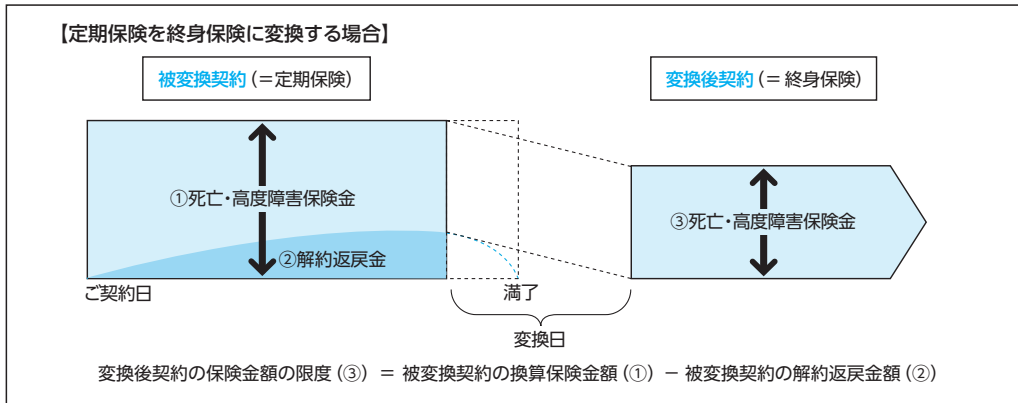 【定期保険を終身保険に変換する場合】
被変換契約(＝定期保険)
変換後契約(＝終身保険)
①死亡・高度障害保険金
③死亡・高度障害保険金
②解約返戻金
ご契約日
満了
変換日
変換後契約の保険金額の限度(③) ＝ 被変換契約の換算保険金額(①) − 被変換契約の解約返戻金額(②)